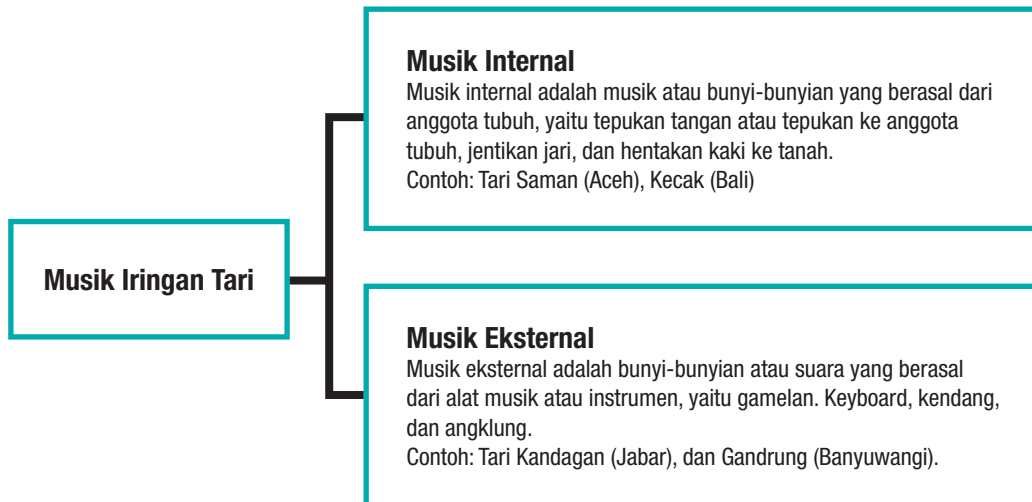 Musik Internal
Musik internal adalah musik atau bunyi-bunyian yang berasal dari
anggota tubuh, yaitu tepukan tangan atau tepukan ke anggota
tubuh, jentikan jari, dan hentakan kaki ke tanah.
Contoh: Tari Saman (Aceh), Kecak (Bali)
Musik Iringan Tari
Musik Eksternal
Musik eksternal adalah bunyi-bunyian atau suara yang berasal
dari alat musik atau instrumen, yaitu gamelan. Keyboard, kendang,
dan angklung.
Contoh: Tari Kandagan (Jabar), dan Gandrung (Banyuwangi).